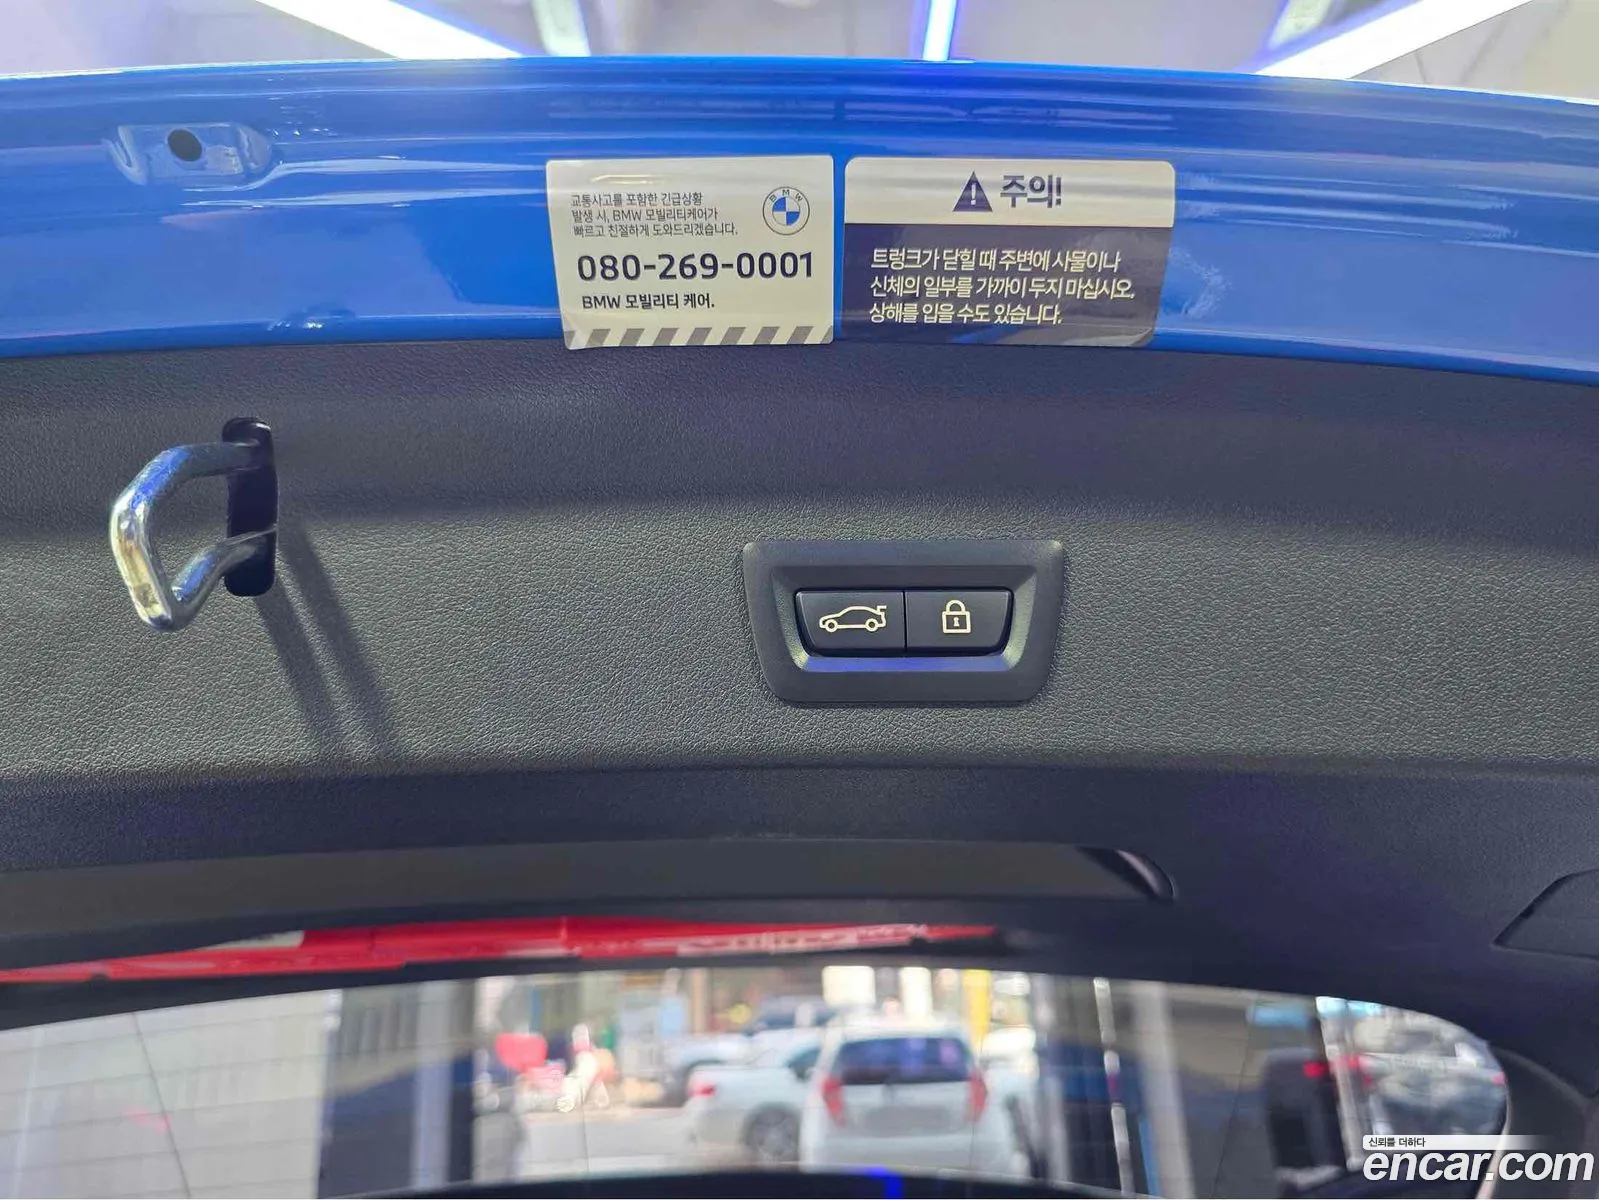 교통사고를 포함한 긴급상황
발생 시, BMW 모빌리티케어가
빠르고 친절하게 도와드리겠습니다.
BMW
080-269-0001
BMW 모빌리티 케어.
주의!
트렁크가 닫힐 때 주변에 사물이나
신체의 일부를 가까이 두지 마십시오.
상해를 입을 수도 있습니다.
신뢰를 더하다
encar.com